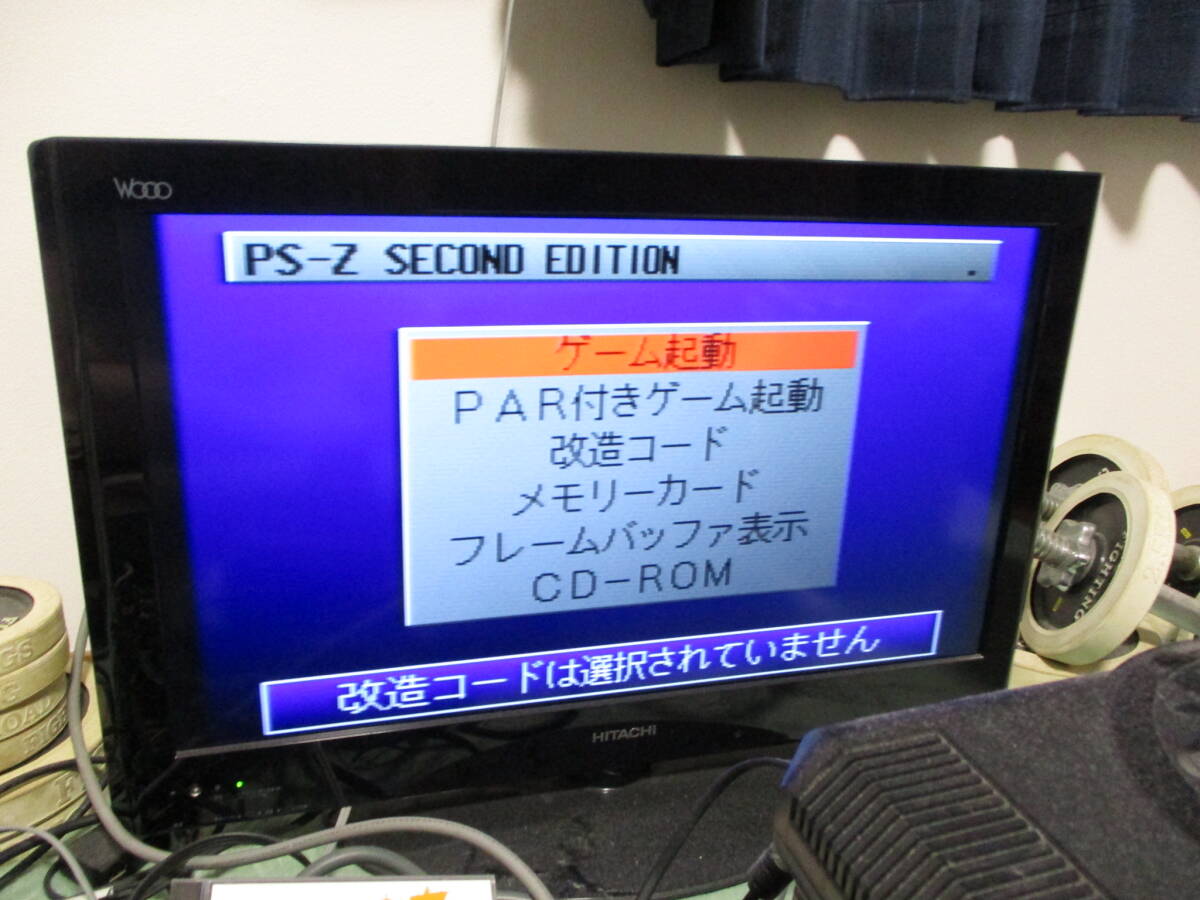 Wooo
PS-Z SECOND EDITION
ゲーム起動
PAR付きゲーム起動
改造コード
メモリーカード
フレームバッファ表示
CD-ROM
改造コードは選択されていません
HITACHI